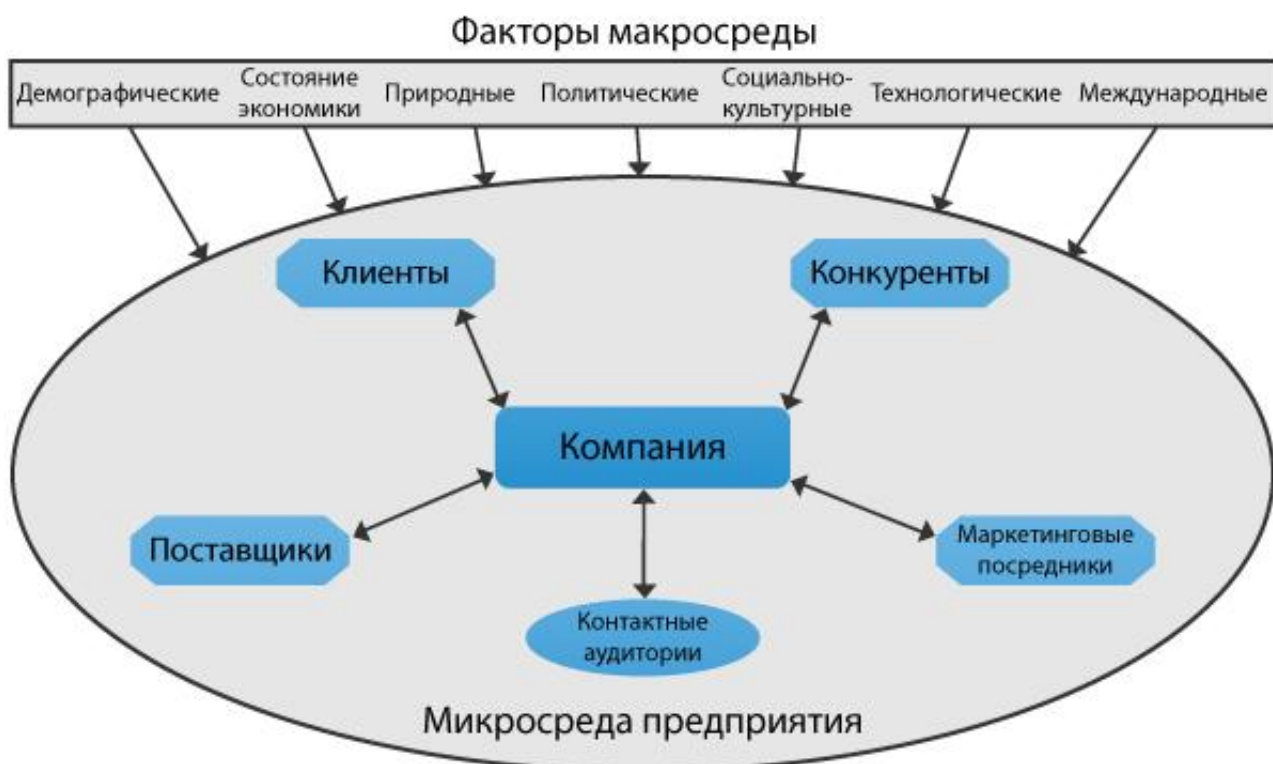 Факторы макросреды
Демографические
Состояние
экономики
Природные
Политические
Социально-
культурные
Технологические
Международные
Клиенты
Конкуренты
Компания
Поставщики
Маркетинговые
посредники
Контактные
аудитории
Микросреда предприятия